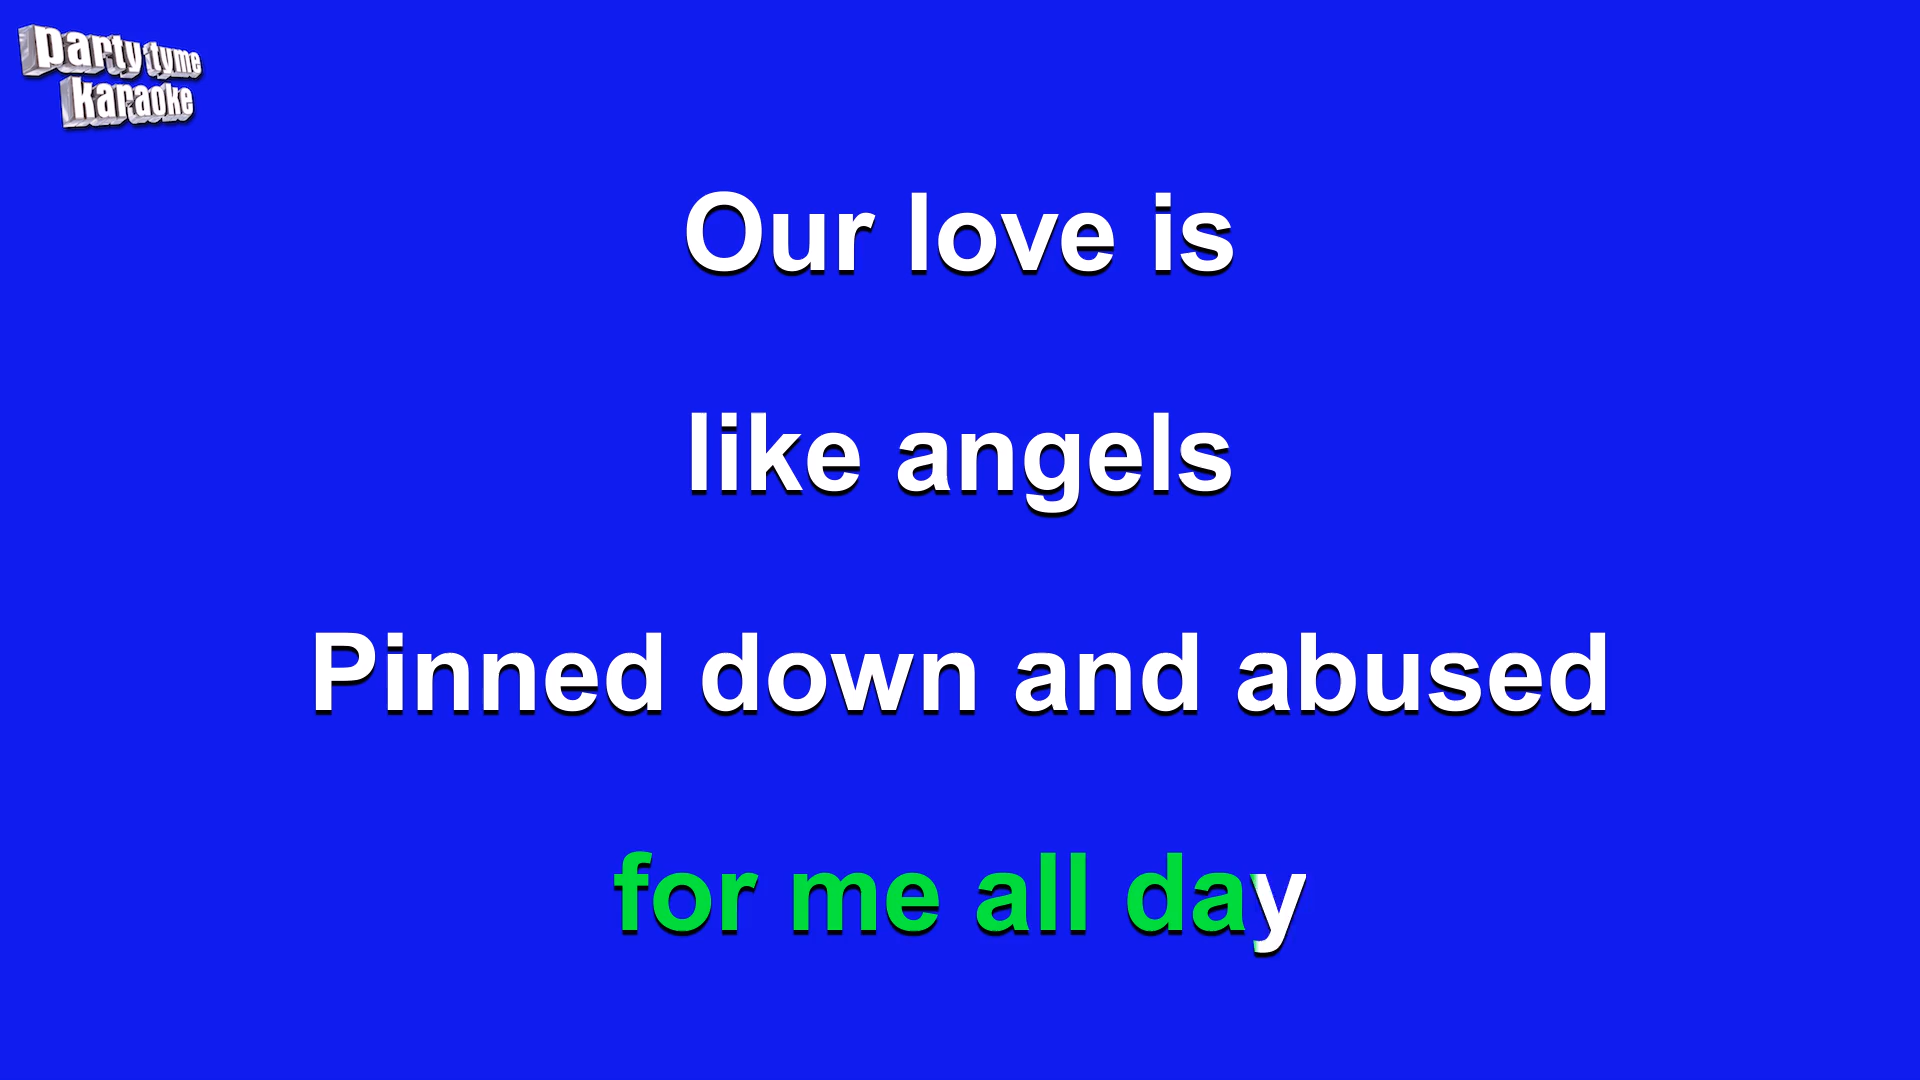 party tyme
karaoke
Our love is
like angels
Pinned down and abused
for me all day